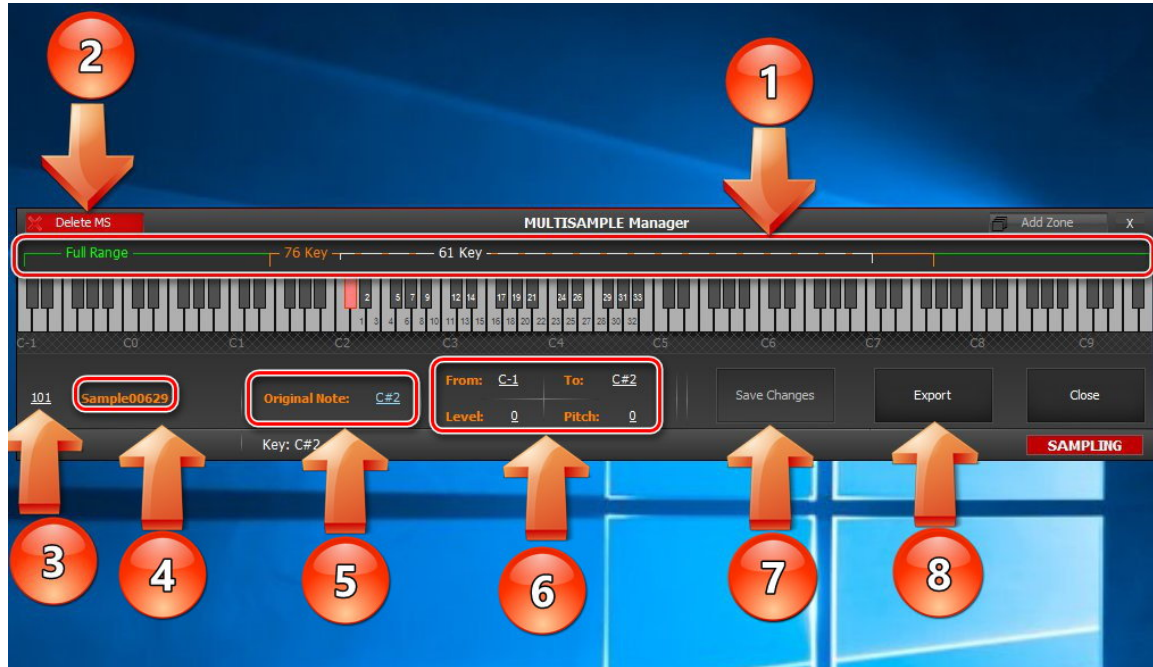 2
1
Delete MS
MULTISAMPLE Manager
Add Zone
X
Full Range
76 Key
61 Key
2 5 7 9 12 14 17 19 21 24 26 29 31 33
1 3 4 6 8 10 11 13 15 16 18 20 22 23 25 27 28 30 32
C-1 C0 C1 C2 C3 C4 C5 C6 C7 C8 C9
From: C-1 To: C#2
101 Sample00629 Original Note: C#2 Save Changes Export Close
Level: 0 Pitch: 0
Key: C#2
SAMPLING
3
4
5
6
7
8